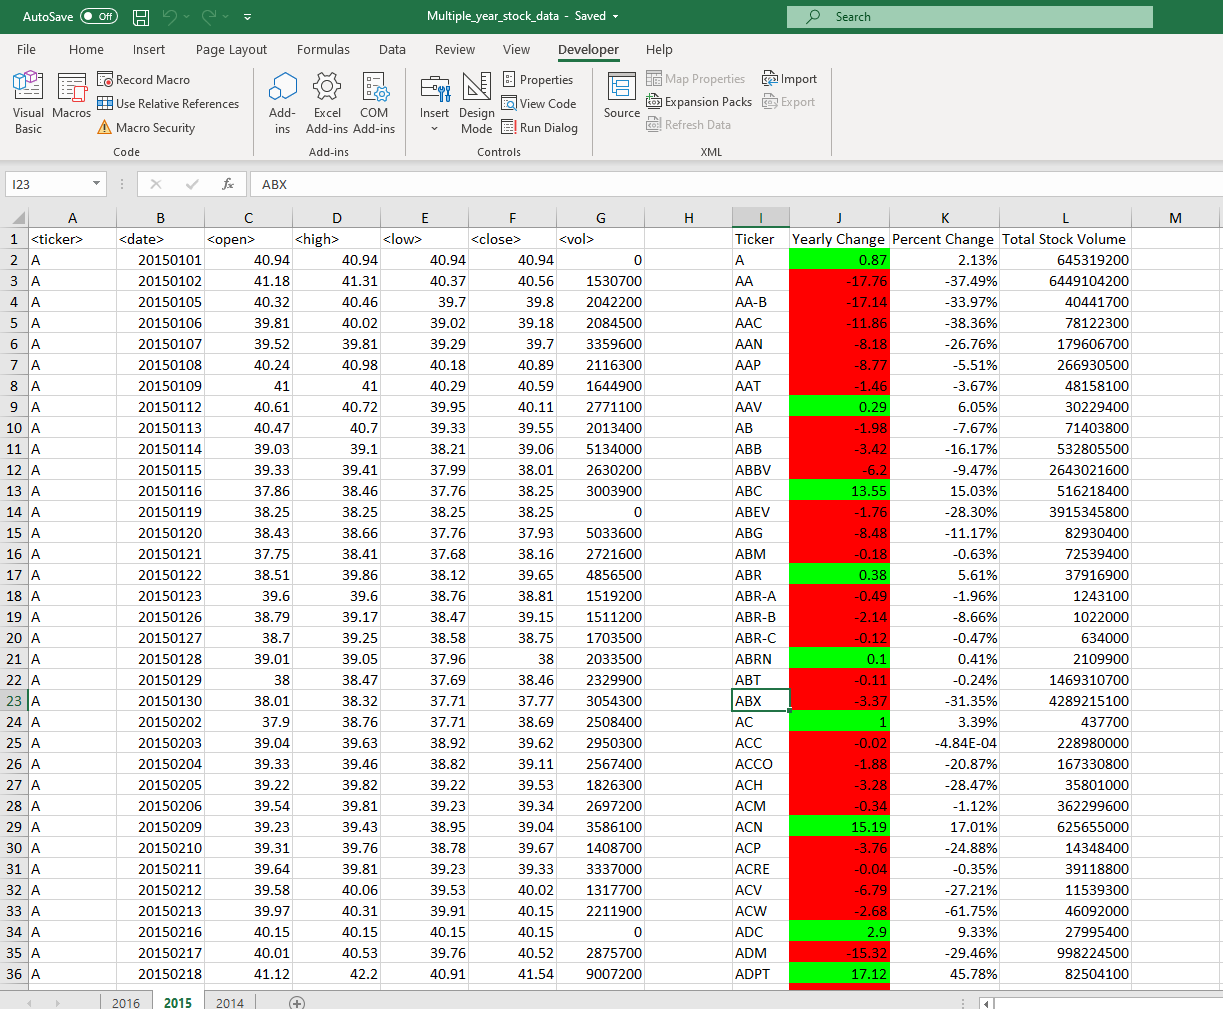 AutoSave Off Multiple_year_stock_data - Saved Search
File Home Insert Page Layout Formulas Data Review View Developer Help
Visual Basic Macros Record Macro Use Relative References Macro Security Add-ins Excel Add-ins COM Add-ins Insert Design Mode Properties View Code Run Dialog Source Map Properties Expansion Packs Refresh Data Import Export
Code Add-ins Controls XML
I23 fx ABX
A B C D E F G H I J K L M
1 <ticker> <date> <open> <high> <low> <close> <vol> Ticker Yearly Change Percent Change Total Stock Volume
2 A 20150101 40.94 40.94 40.94 40.94 0 A 0.87 2.13% 645319200
3 A 20150102 41.18 41.31 40.37 40.56 1530700 AA -17.76 -37.49% 6449104200
4 A 20150105 40.32 40.46 39.7 39.8 2042200 AA-B -17.14 -33.97% 40441700
5 A 20150106 39.81 40.02 39.02 39.18 2084500 AAC -11.86 -38.36% 78122300
6 A 20150107 39.52 39.81 39.29 39.7 3359600 AAN -8.18 -26.76% 179606700
7 A 20150108 40.24 40.98 40.18 40.89 2116300 AAP -8.77 -5.51% 266930500
8 A 20150109 41 41 40.29 40.59 1644900 AAT -1.46 -3.67% 48158100
9 A 20150112 40.61 40.72 39.95 40.11 2771100 AAV 0.29 6.05% 30229400
10 A 20150113 40.47 40.7 39.33 39.55 2013400 AB -1.98 -7.67% 71403800
11 A 20150114 39.03 39.1 38.21 39.06 5134000 ABB -3.42 -16.17% 532805500
12 A 20150115 39.33 39.41 37.99 38.01 2630200 ABBV -6.2 -9.47% 2643021600
13 A 20150116 37.86 38.46 37.76 38.25 3003900 ABC 13.55 15.03% 516218400
14 A 20150119 38.25 38.25 38.25 38.25 0 ABEV -1.76 -28.30% 3915345800
15 A 20150120 38.43 38.66 37.76 37.93 5033600 ABG -8.48 -11.17% 82930400
16 A 20150121 37.75 38.41 37.68 38.16 2721600 ABM -0.18 -0.63% 72539400
17 A 20150122 38.51 39.86 38.12 39.65 4856500 ABR 0.38 5.61% 37916900
18 A 20150123 39.6 39.6 38.76 38.81 1519200 ABR-A -0.49 -1.96% 1243100
19 A 20150126 38.79 39.17 38.47 39.15 1511200 ABR-B -2.14 -8.66% 1022000
20 A 20150127 38.7 39.25 38.58 38.75 1703500 ABR-C -0.12 -0.47% 634000
21 A 20150128 39.01 39.05 37.96 38 2033500 ABRN 0.1 0.41% 2109900
22 A 20150129 38 38.47 37.69 38.46 2329900 ABT -0.11 -0.24% 1469310700
23 A 20150130 38.01 38.32 37.71 37.77 3054300 ABX -3.37 -31.35% 4289215100
24 A 20150202 37.9 38.76 37.71 38.69 2508400 AC 1 3.39% 437700
25 A 20150203 39.04 39.63 38.92 39.62 2950300 ACC -0.02 -4.84E-04 228980000
26 A 20150204 39.33 39.46 38.82 39.11 2567400 ACCO -1.88 -20.87% 167330800
27 A 20150205 39.22 39.82 39.22 39.53 1826300 ACH -3.28 -28.47% 35801000
28 A 20150206 39.54 39.81 39.23 39.34 2697200 ACM -0.34 -1.12% 362299600
29 A 20150209 39.23 39.43 38.95 39.04 3586100 ACN 15.19 17.01% 625655000
30 A 20150210 39.31 39.76 38.78 39.67 1408700 ACP -3.76 -24.88% 14348400
31 A 20150211 39.64 39.81 39.23 39.33 3337000 ACRE -0.04 -0.35% 39118800
32 A 20150212 39.58 40.06 39.53 40.02 1317700 ACV -6.79 -27.21% 11539300
33 A 20150213 39.97 40.31 39.91 40.15 2211900 ACW -2.68 -61.75% 46092000
34 A 20150216 40.15 40.15 40.15 40.15 0 ADC 2.9 9.33% 27995400
35 A 20150217 40.01 40.53 39.76 40.52 2875700 ADM -15.32 -29.46% 998224500
36 A 20150218 41.12 42.2 40.91 41.54 9007200 ADPT 17.12 45.78% 82504100
2016 2015 2014